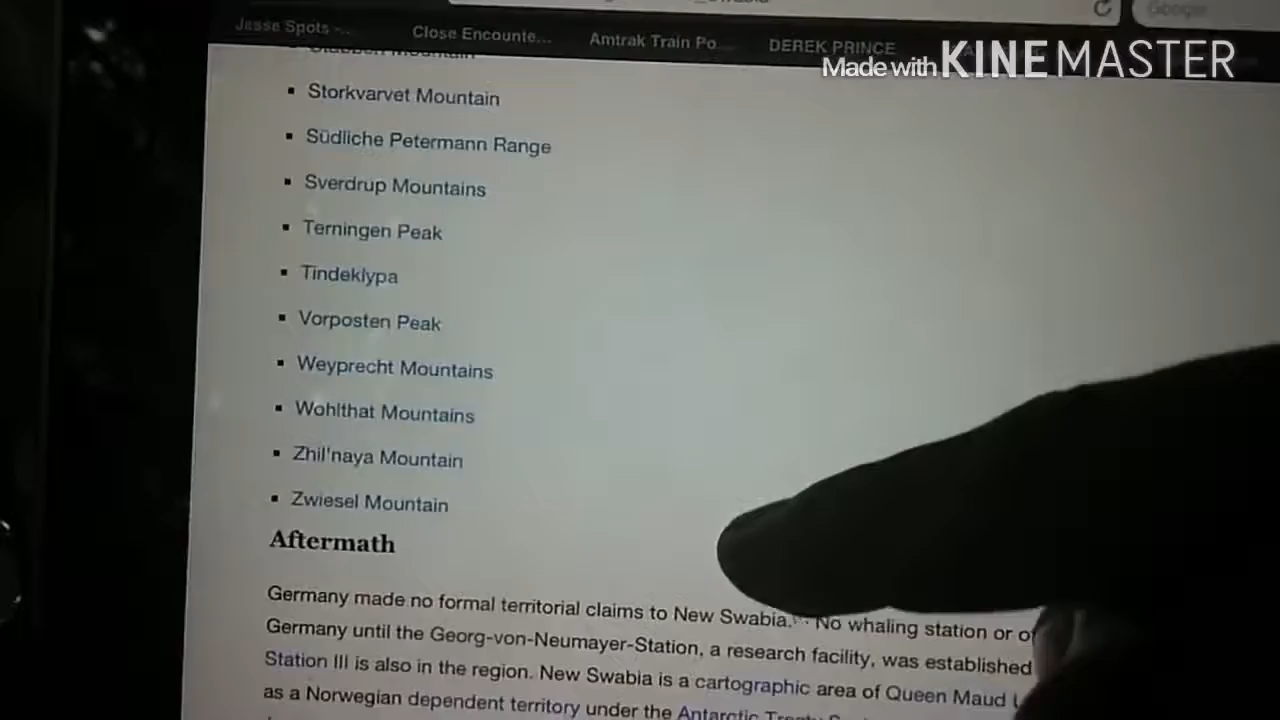 Jesse Spots -...
Close Encounte...
Amtrak Train Po...
DEREK PRINCE
Google
Made with KINEMASTER
Mountain
Storkvarvet Mountain
Südliche Petermann Range
Sverdrup Mountains
Terningen Peak
Tindeklypa
Vorposten Peak
Weyprecht Mountains
Wohlthat Mountains
Zhil'naya Mountain
Zwiesel Mountain
Aftermath
Germany made no formal territorial claims to New Swabia. No whaling station or
Germany until the Georg-von-Neumayer-Station, a research facility, was established
Station III is also in the region. New Swabia is a cartographic area of Queen Maud
as a Norwegian dependent territory under the Antarctic Treaty